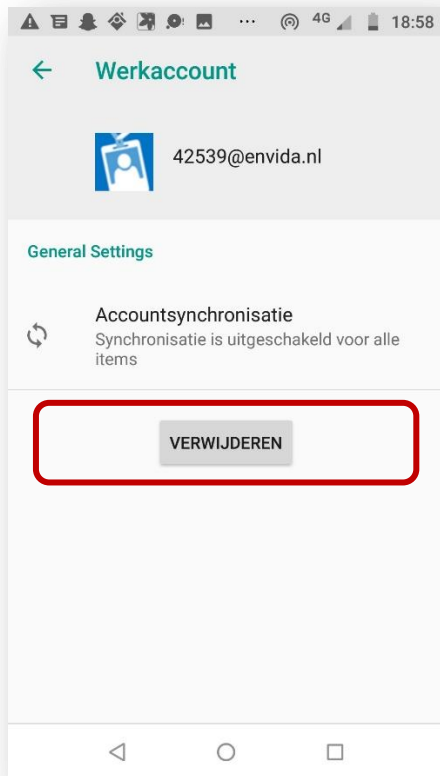 4G 18:58
Werkaccount
42539@envida.nl
General Settings
Accountsynchronisatie
Synchronisatie is uitgeschakeld voor alle
items
VERWIJDEREN